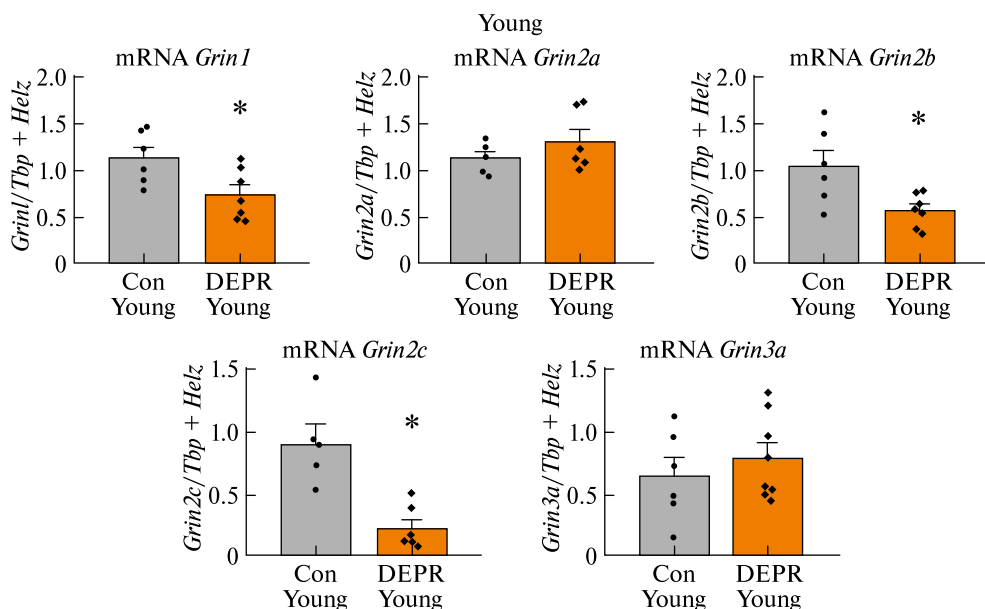 Young
mRNA Grin1
Grinl/Tbp + Helz
2.0
1.5
1.0
0.5
0
*
Con
Young
DEPR
Young
mRNA Grin2a
Grin2a/Tbp + Helz
2.0
1.5
1.0
0.5
0
Con
Young
DEPR
Young
mRNA Grin2b
Grin2b/Tbp + Helz
2.0
1.5
1.0
0.5
0
*
Con
Young
DEPR
Young
mRNA Grin2c
Grin2c/Tbp + Helz
1.5
1.0
0.5
0
*
Con
Young
DEPR
Young
mRNA Grin3a
Grin3a/Tbp + Helz
1.5
1.0
0.5
0
Con
Young
DEPR
Young